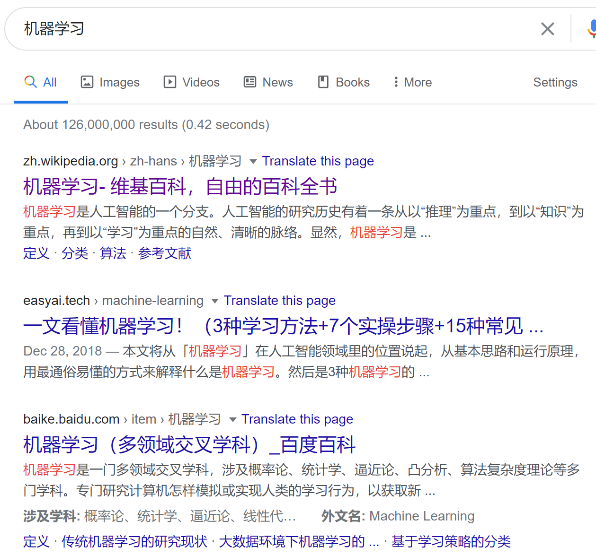 机器学习
All Images Videos News Books More Settings
About 126,000,000 results (0.42 seconds)
zh.wikipedia.org › zh-hans › 机器学习 Translate this page
机器学习- 维基百科，自由的百科全书
机器学习是人工智能的一个分支。人工智能的研究历史有着一条从以“推理”为重点，到以“知识”为
重点，再到以“学习”为重点的自然、清晰的脉络。显然，机器学习是 ...
定义 · 分类 · 算法 · 参考文献
easyai.tech › machine-learning Translate this page
一文看懂机器学习！（3种学习方法+7个实操步骤+15种常见 ...
Dec 28, 2018 — 本文将从「机器学习」在人工智能领域里的位置说起，从基本思路和运行原理，
用最通俗易懂的方式来解释什么是机器学习。然后是3种机器学习的 ...
baike.baidu.com › item › 机器学习 Translate this page
机器学习（多领域交叉学科）_百度百科
机器学习是一门多领域交叉学科，涉及概率论、统计学、逼近论、凸分析、算法复杂度理论等多
门学科。专门研究计算机怎样模拟或实现人类的学习行为，以获取新 ...
涉及学科: 概率论、统计学、逼近论、线性代... 外文名: Machine Learning
定义 · 传统机器学习的研究现状 · 大数据环境下机器学习的 ... · 基于学习策略的分类